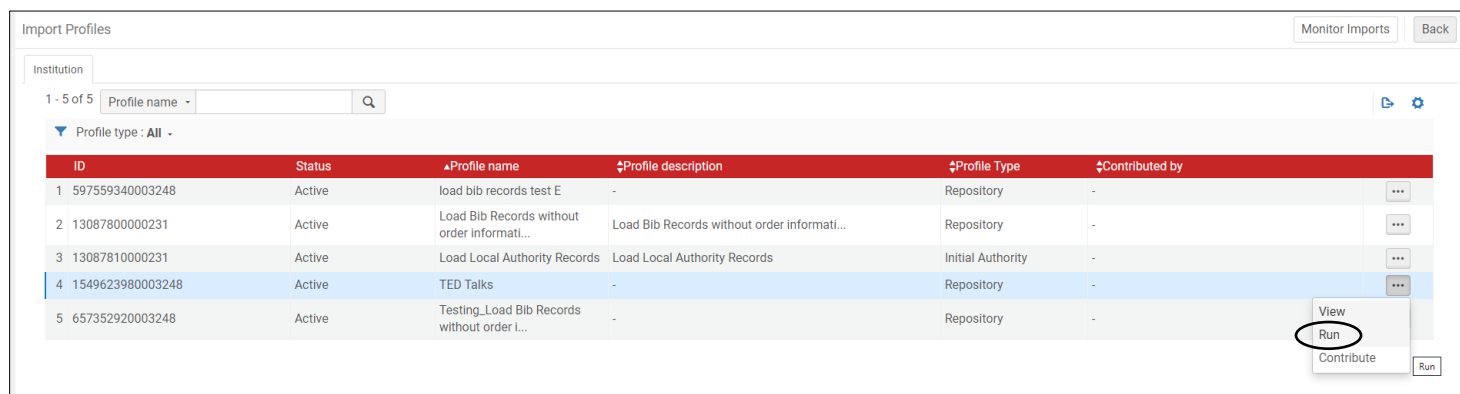 Import Profiles Monitor Imports Back
Institution
1 - 5 of 5 Profile name
Profile type : All
ID Status Profile name Profile description Profile Type Contributed by
1 597559340003248 Active load bib records test E - Repository - ...
2 13087800000231 Active Load Bib Records without order informati... Load Bib Records without order informati... Repository - ...
3 13087810000231 Active Load Local Authority Records Load Local Authority Records Initial Authority - ...
4 1549623980003248 Active TED Talks - Repository - ...
5 657352920003248 Active Testing_Load Bib Records without order i... - Repository -
View
Run
Contribute
Run